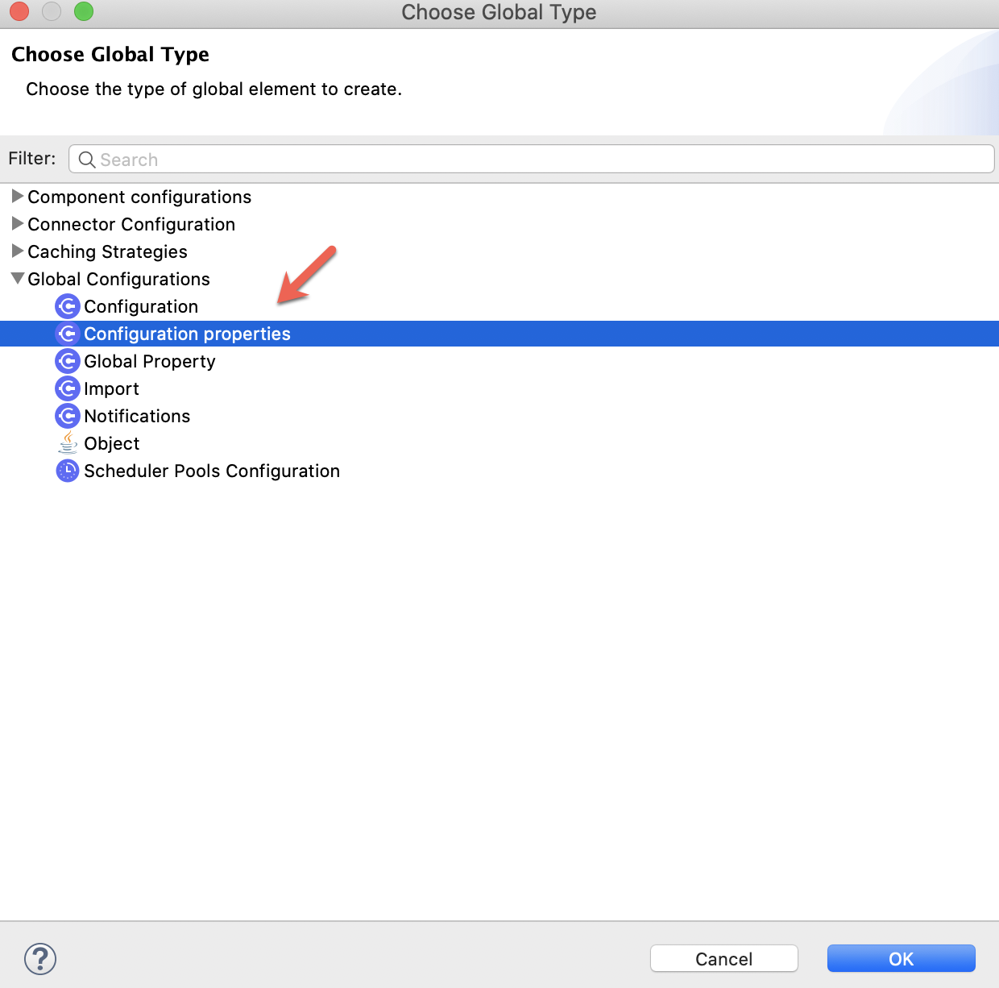 Choose Global Type
Choose Global Type
Choose the type of global element to create.
Filter: Search
Component configurations
Connector Configuration
Caching Strategies
Global Configurations
Configuration
Configuration properties
Global Property
Import
Notifications
Object
Scheduler Pools Configuration
? Cancel OK